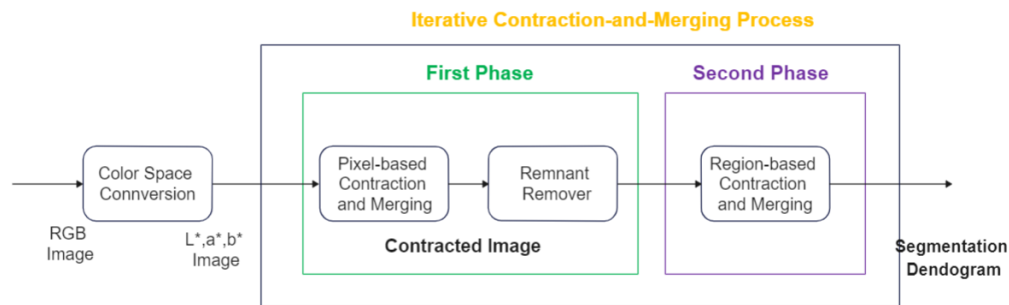 Iterative Contraction-and-Merging Process
First Phase
Second Phase
Color Space
Connversion
Pixel-based
Contraction
and Merging
Remnant
Remover
Region-based
Contraction
and Merging
RGB
Image
L*,a*,b*
Image
Contracted Image
Segmentation
Dendogram